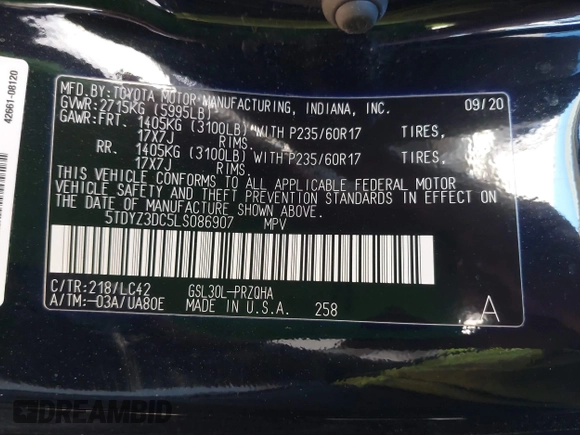 42661-08120
MFD.BY:TOYOTA MOTOR MANUFACTURING, INDIANA, INC. 09/20
GVWR:2715KG (5995LB)
GAWR:FRT. 1405KG (3100LB) WITH P235/60R17 TIRES,
17X7J RIMS.
RR. 1405KG (3100LB) WITH P235/60R17 TIRES,
17X7J RIMS.
THIS VEHICLE CONFORMS TO ALL APPLICABLE FEDERAL MOTOR
VEHICLE SAFETY AND THEFT PREVENTION STANDARDS IN EFFECT ON
THE DATE OF MANUFACTURE SHOWN ABOVE.
5TDYZ3DC5LS086907 MPV
C/TR:218/LC42 GSL30L-PRZQHA
A/TM:-03A/UA80E MADE IN U.S.A. 258 A
DREAMBID